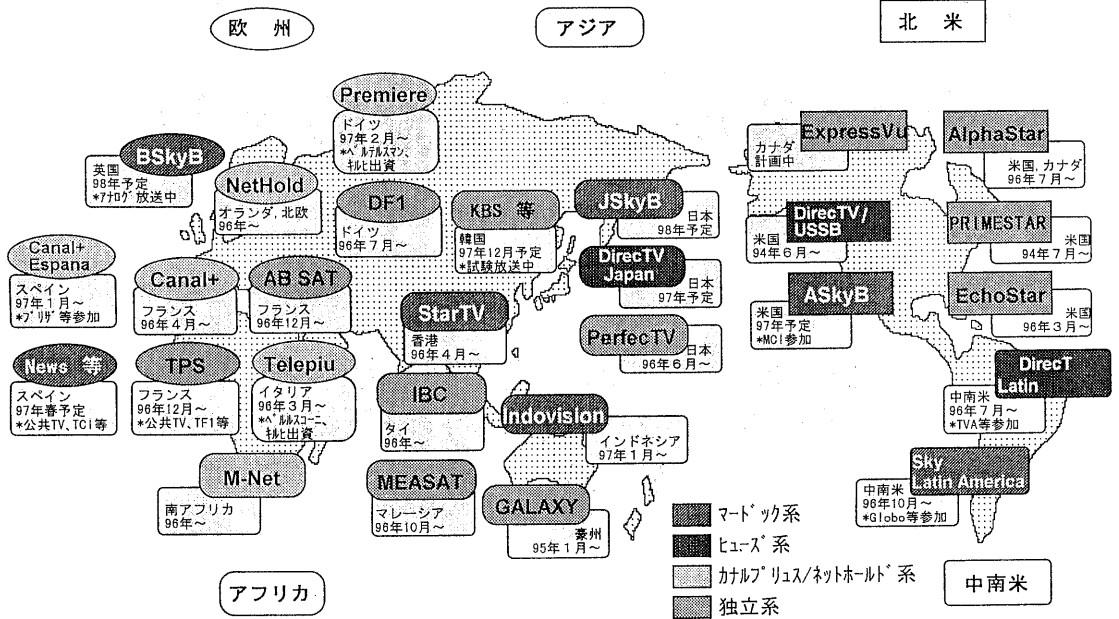 欧 州
アジア
北 米
Premiere
ドイツ
97年2月～
*ﾍﾞﾙﾃﾙｽﾏﾝ、
ｷﾙﾋ出資
BSkyB
英国
98年予定
*ｱﾅﾛｸﾞ放送中
NetHold
オランダ, 北欧
96年～
DF1
ドイツ
96年7月～
KBS 等
韓国
97年12月予定
*試験放送中
JSkyB
日本
98年予定
ExpressVu
カナダ
計画中
AlphaStar
米国, カナダ
96年7月～
Canal+
Espana
スペイン
97年1月～
*ﾌﾟﾘｻﾞ等参加
Canal+
フランス
96年4月～
AB SAT
フランス
96年12月～
StarTV
香港
96年4月～
DirecTV
Japan
日本
97年予定
DirecTV/
USSB
米国
94年6月～
PRIMESTAR
米国
94年7月～
News 等
スペイン
97年春予定
*公共TV、TCI等
TPS
フランス
96年12月～
*公共TV、TF1等
Telepiu
イタリア
96年3月～
*ﾍﾞﾙﾙｽｺｰﾆ、
ｷﾙﾋ出資
IBC
タイ
96年～
PerfecTV
日本
96年6月～
ASkyB
米国
97年予定
*MCI参加
EchoStar
米国
96年3月～
M-Net
南アフリカ
96年～
MEASAT
マレーシア
96年10月～
Indovision
インドネシア
97年1月～
GALAXY
豪州
95年1月～
DirecT
Latin
中南米
96年7月～
*TVA等参加
Sky
Latin America
中南米
96年10月～
*Globo等参加
ﾏｰﾄﾞｯｸ系
ﾋｭｰｽﾞ系
ｶﾅﾙﾌﾟﾘｭｽ/ﾈｯﾄﾎｰﾙﾄﾞ系
独立系
アフリカ
中南米